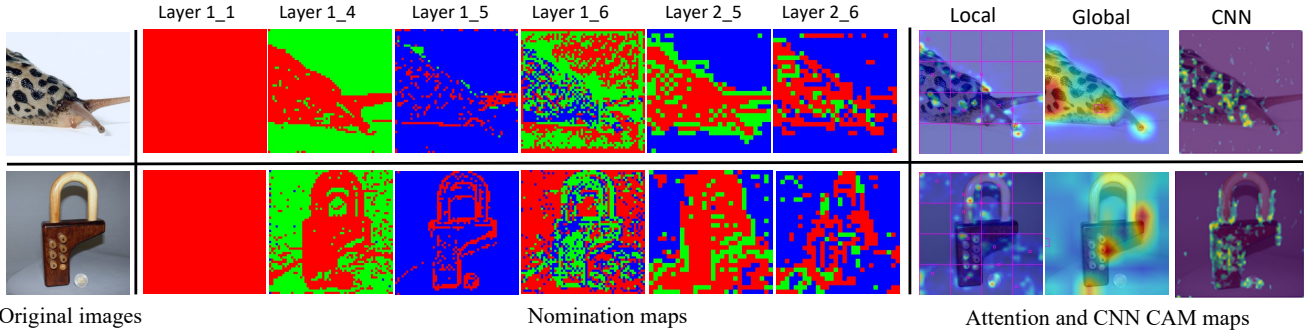 Layer 1_1 Layer 1_4 Layer 1_5 Layer 1_6 Layer 2_5 Layer 2_6 Local Global CNN
Original images Nomination maps Attention and CNN CAM maps